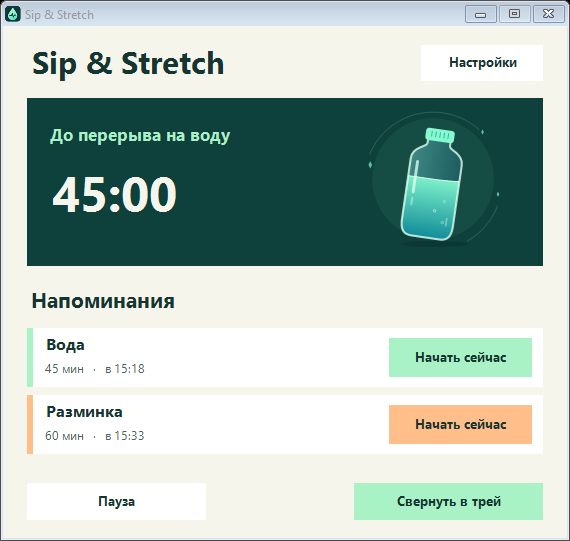 Sip & Stretch
Sip & Stretch
Настройки
До перерыва на воду
45:00
Напоминания
Вода
45 мин · в 15:18
Начать сейчас
Разминка
60 мин · в 15:33
Начать сейчас
Пауза
Свернуть в трей